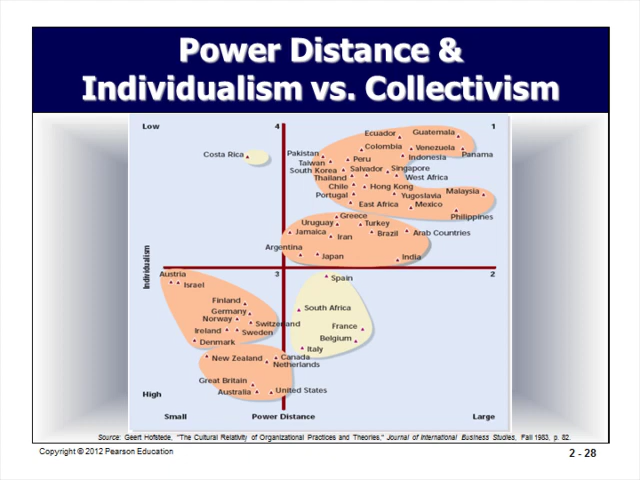 Power Distance &
Individualism vs. Collectivism
Low
4
1
Ecuador
Guatemala
Colombia
Venezuela
Costa Rica
Pakistan
Indonesia
Panama
Taiwan
Peru
South Korea
Salvador
Singapore
Thailand
West Africa
Chile
Hong Kong
Malaysia
Portugal
Yugoslavia
East Africa
Mexico
Philippines
Greece
Uruguay
Turkey
Jamaica
Iran
Brazil
Arab Countries
Argentina
Japan
India
Individualism
Austria
3
2
Israel
Spain
Finland
Germany
South Africa
Norway
Switzerland
France
Ireland
Sweden
Belgium
Denmark
Italy
New Zealand
Canada
Netherlands
Great Britain
Australia
United States
High
Small
Power Distance
Large
Source: Geert Hofstede, "The Cultural Relativity of Organizational Practices and Theories," Journal of International Business Studies, Fall 1983, p. 82.
Copyright © 2012 Pearson Education
2 - 28